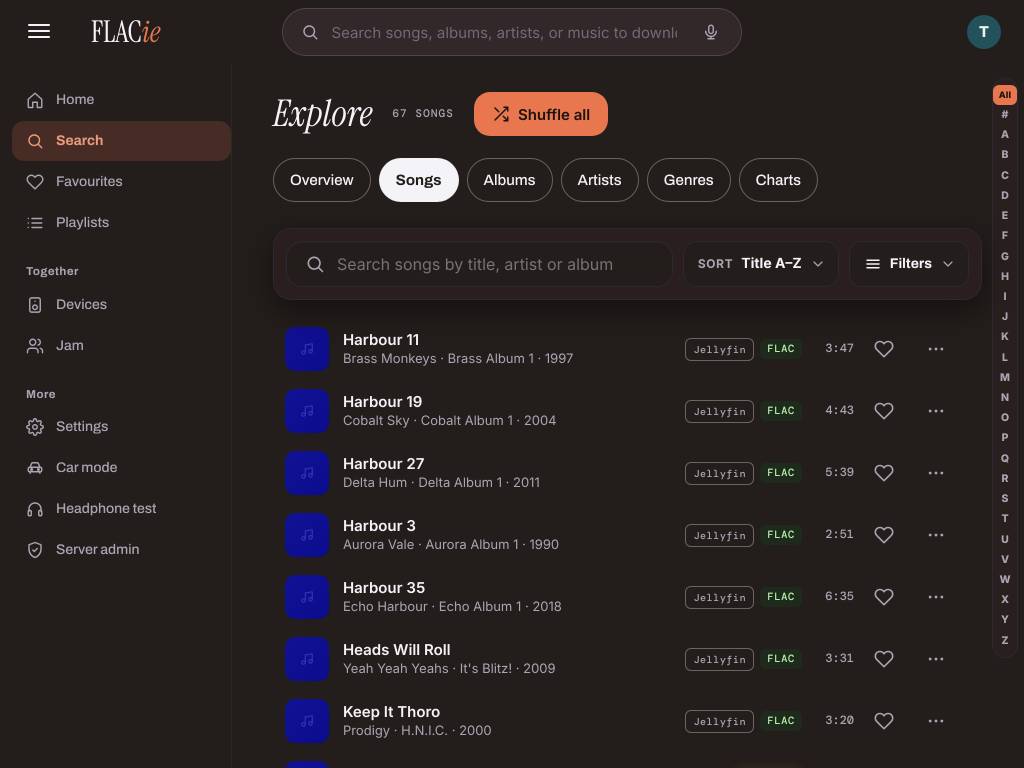 FLACie
Search songs, albums, artists, or music to downl
T
Home
Search
Favourites
Playlists
Together
Devices
Jam
More
Settings
Car mode
Headphone test
Server admin
Explore
67 SONGS
Shuffle all
Overview
Songs
Albums
Artists
Genres
Charts
Search songs by title, artist or album
SORT Title A–Z
Filters
Harbour 11
Brass Monkeys · Brass Album 1 · 1997
Jellyfin FLAC 3:47
Harbour 19
Cobalt Sky · Cobalt Album 1 · 2004
Jellyfin FLAC 4:43
Harbour 27
Delta Hum · Delta Album 1 · 2011
Jellyfin FLAC 5:39
Harbour 3
Aurora Vale · Aurora Album 1 · 1990
Jellyfin FLAC 2:51
Harbour 35
Echo Harbour · Echo Album 1 · 2018
Jellyfin FLAC 6:35
Heads Will Roll
Yeah Yeah Yeahs · It's Blitz! · 2009
Jellyfin FLAC 3:31
Keep It Thoro
Prodigy · H.N.I.C. · 2000
Jellyfin FLAC 3:20
All
#
A
B
C
D
E
F
G
H
I
J
K
L
M
N
O
P
Q
R
S
T
U
V
W
X
Y
Z